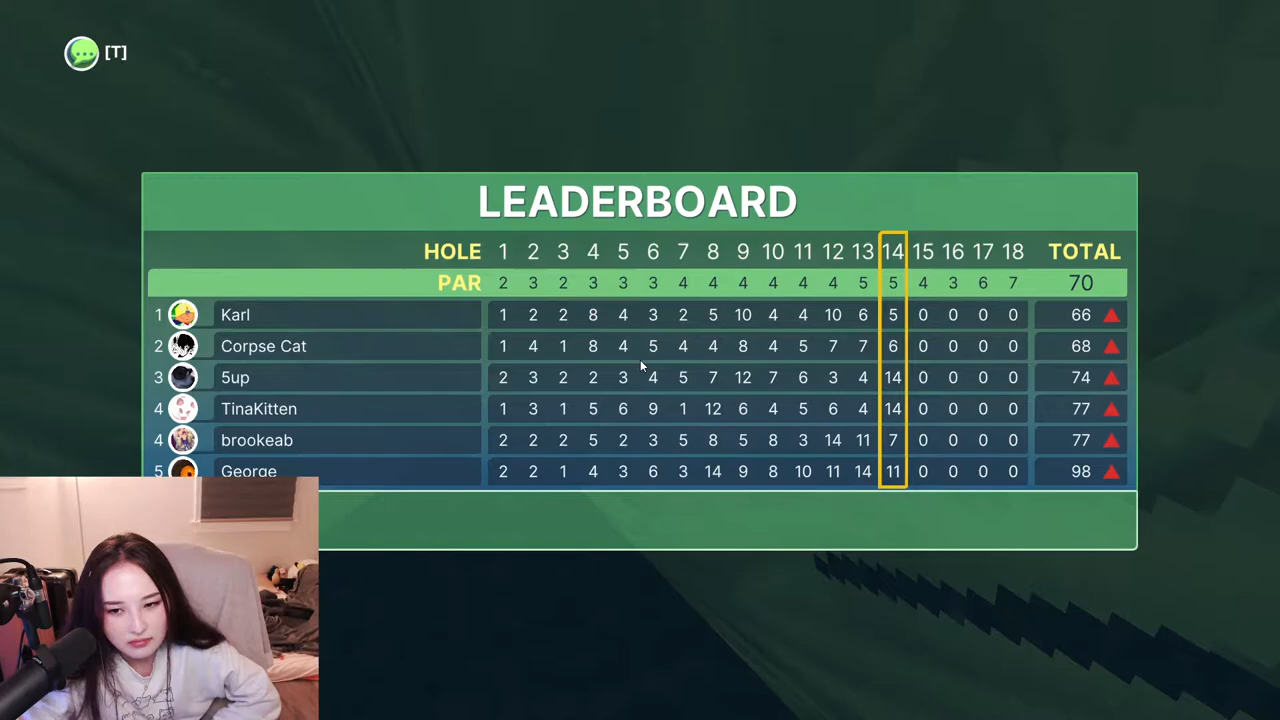 [T]
LEADERBOARD
HOLE 1 2 3 4 5 6 7 8 9 10 11 12 13 14 15 16 17 18 TOTAL
PAR 2 3 2 3 3 3 4 4 4 4 4 4 5 5 4 3 6 7 70
1 Karl 1 2 2 8 4 3 2 5 10 4 4 10 6 5 0 0 0 0 66
2 Corpse Cat 1 4 1 8 4 5 4 4 8 4 5 7 7 6 0 0 0 0 68
3 5up 2 3 2 2 3 4 5 7 12 7 6 3 4 14 0 0 0 0 74
4 TinaKitten 1 3 1 5 6 9 1 12 6 4 5 6 4 14 0 0 0 0 77
4 brookeab 2 2 2 5 2 3 5 8 5 8 3 14 11 7 0 0 0 0 77
5 George 2 2 1 4 3 6 3 14 9 8 10 11 14 11 0 0 0 0 98